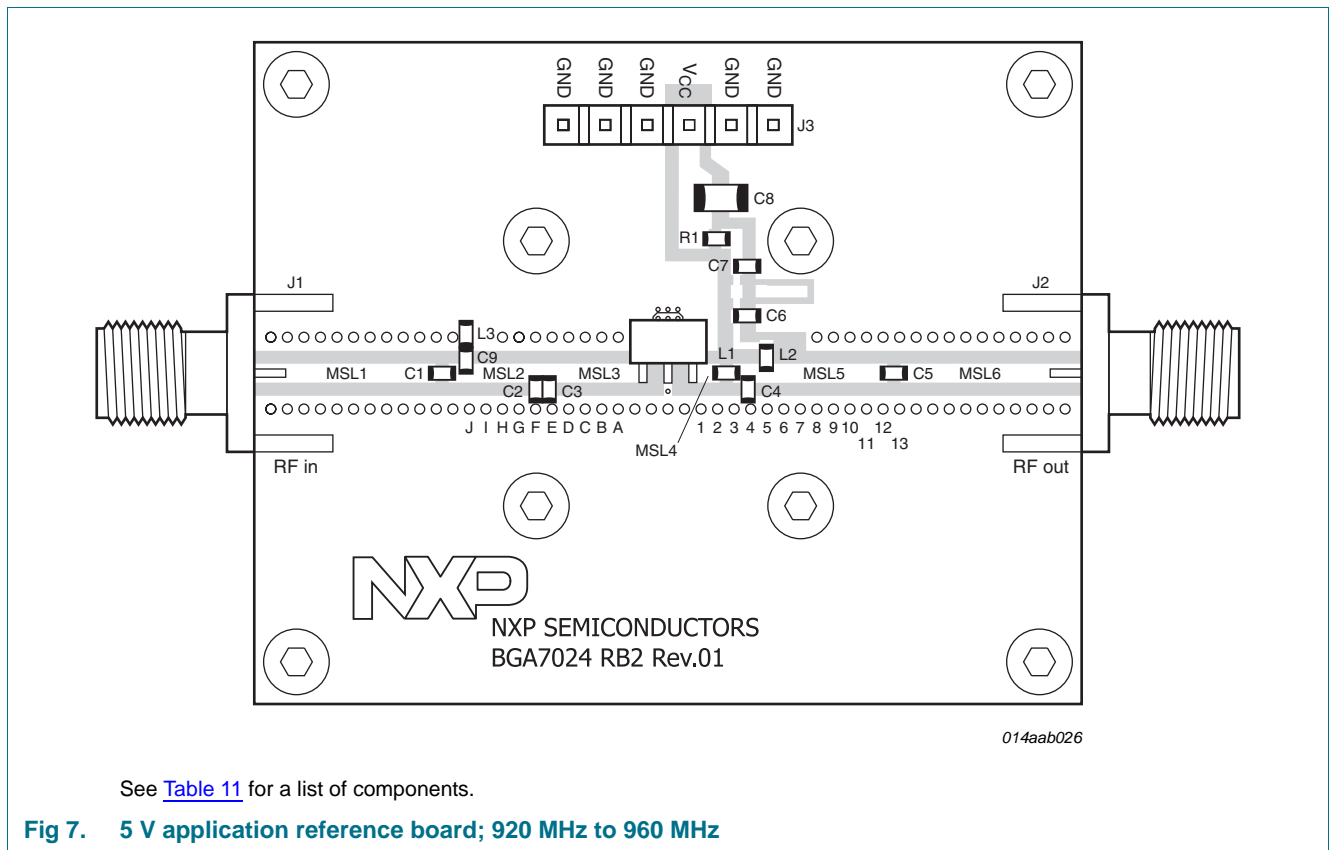 GND GND GND VCC GND GND
J3
C8
R1
C7
J1
J2
C6
L3
L1
L2
C9
MSL1
C1
MSL2
MSL3
MSL5
C5
MSL6
C2
C3
C4
J I H G F E D C B A
1 2 3 4 5 6 7 8 9 10 12
11 13
MSL4
RF in
RF out
NXP
NXP SEMICONDUCTORS
BGA7024 RB2 Rev.01
014aab026
See Table 11 for a list of components.
Fig 7. 5 V application reference board; 920 MHz to 960 MHz